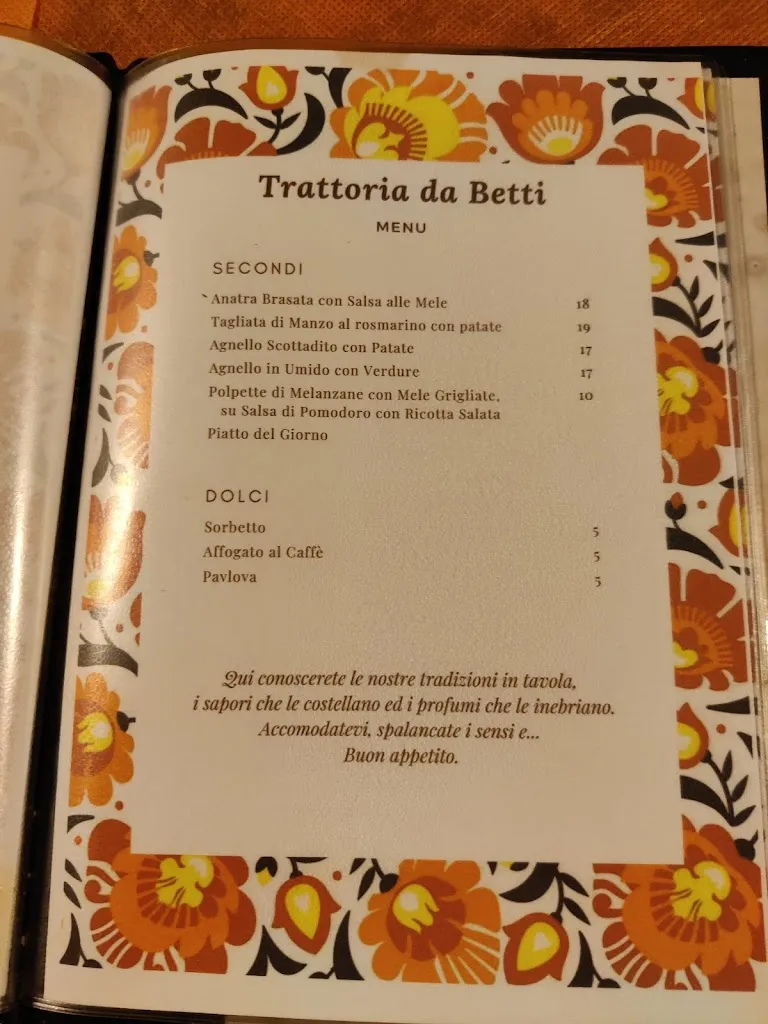 Trattoria da Betti
MENU
SECONDI
Anatra Brasata con Salsa alle Mele 18
Tagliata di Manzo al rosmarino con patate 19
Agnello Scottadito con Patate 17
Agnello in Umido con Verdure 17
Polpette di Melanzane con Mele Grigliate, 10
su Salsa di Pomodoro con Ricotta Salata
Piatto del Giorno
DOLCI
Sorbetto 5
Affogato al Caffè 5
Pavlova 5
Qui conoscerete le nostre tradizioni in tavola,
i sapori che le costellano ed i profumi che le inebriano.
Accomodatevi, spalancate i sensi e...
Buon appetito.